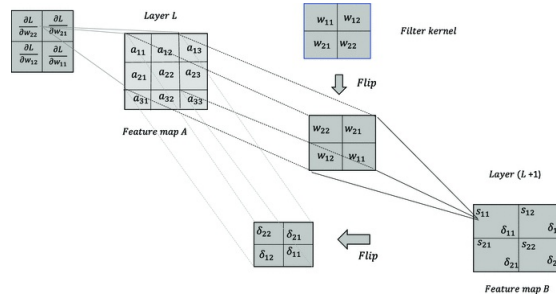 ∂L/∂w₂₂ ∂L/∂w₂₁
∂L/∂w₁₂ ∂L/∂w₁₁
Layer L
a₁₁ a₁₂ a₁₃
a₂₁ a₂₂ a₂₃
a₃₁ a₃₂ a₃₃
Feature map A
w₁₁ w₁₂
w₂₁ w₂₂
Filter kernel
Flip
w₂₂ w₂₁
w₁₂ w₁₁
δ₂₂ δ₂₁
δ₁₂ δ₁₁
Flip
Layer (L +1)
s₁₁ s₁₂
δ₁₁ δ
s₂₁ s₂₂
δ₂₁ δ
Feature map B